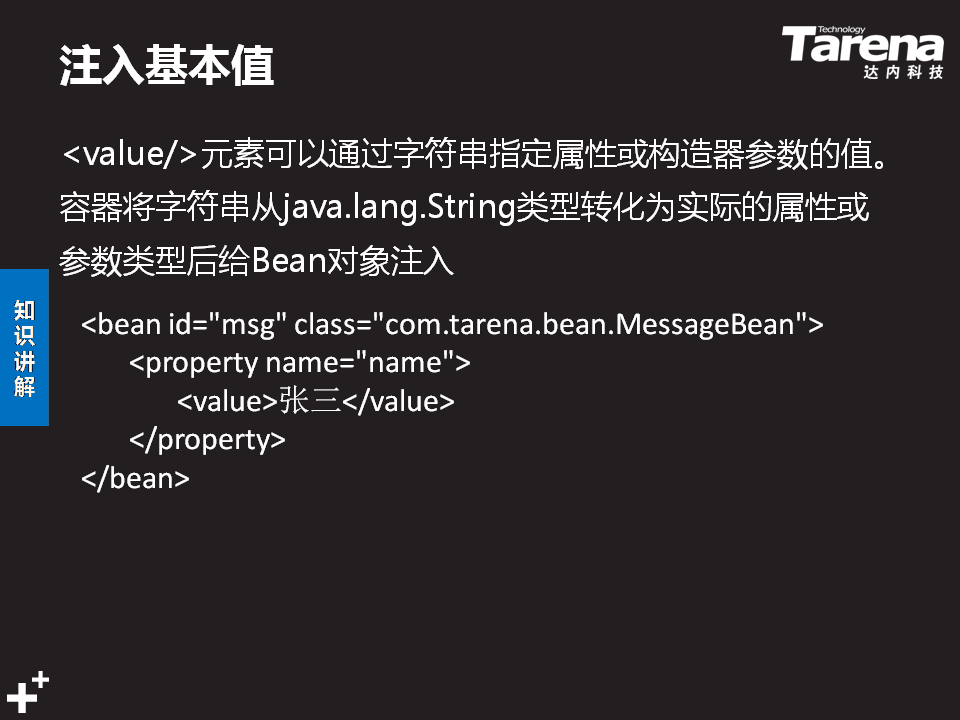 注入基本值
Technology
Tarena
达内科技
<value/>元素可以通过字符串指定属性或构造器参数的值。
容器将字符串从java.lang.String类型转化为实际的属性或
参数类型后给Bean对象注入
知识讲解
<bean id="msg" class="com.tarena.bean.MessageBean">
<property name="name">
<value>张三</value>
</property>
</bean>